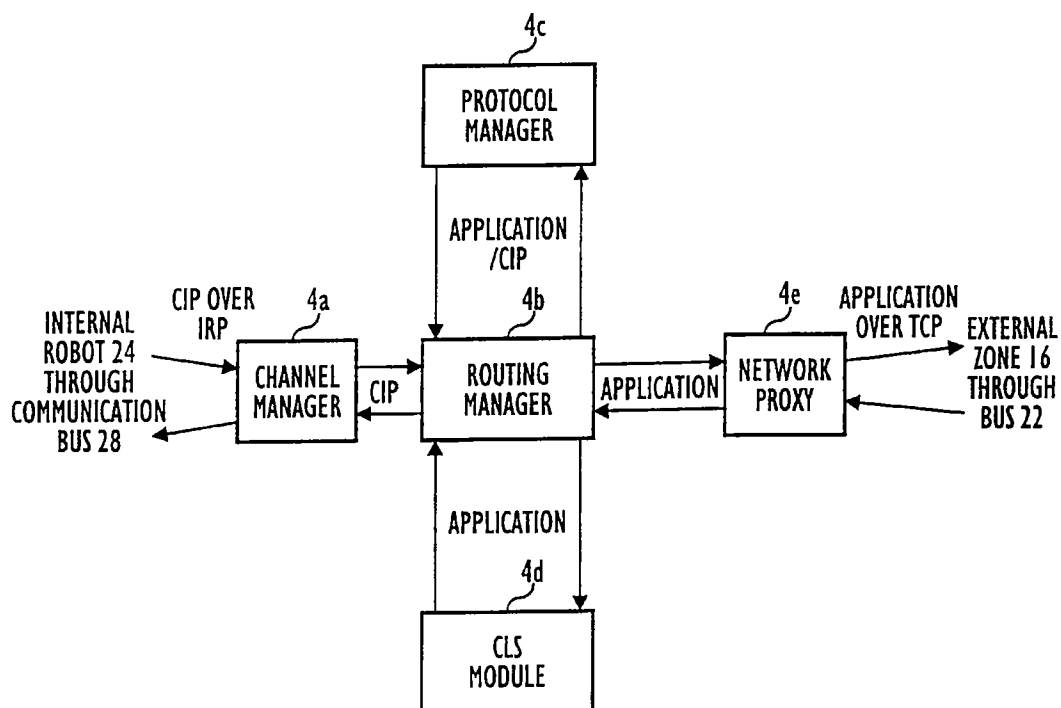 4c
PROTOCOL
MANAGER
APPLICATION
/CIP
CIP OVER
IRP
4a
4b
4e
APPLICATION
OVER TCP
INTERNAL
ROBOT 24
THROUGH
COMMUNICATION
BUS 28
CHANNEL
MANAGER
CIP
ROUTING
MANAGER
APPLICATION
NETWORK
PROXY
EXTERNAL
ZONE 16
THROUGH
BUS 22
APPLICATION
4d
CLS
MODULE